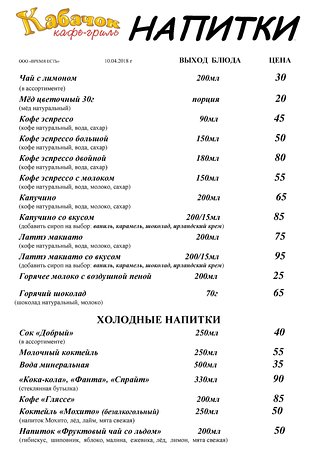 Кабачок
кафе-гриль
НАПИТКИ
ООО «ВРЕМЯ ЕСТЬ» 10.04.2018 г ВЫХОД БЛЮДА ЦЕНА
Чай с лимоном 200мл 30
(в ассортименте)
Мёд цветочный 30г порция 20
(мёд натуральный)
Кофе эспрессо 90мл 45
(кофе натуральный, вода, сахар)
Кофе эспрессо большой 150мл 50
(кофе натуральный, вода, сахар)
Кофе эспрессо двойной 180мл 80
(кофе натуральный, вода, сахар)
Кофе эспрессо с молоком 150мл 55
(кофе натуральный, вода, молоко, сахар)
Капучино 200мл 65
(кофе натуральный, вода, молоко, сахар)
Капучино со вкусом 200/15мл 85
(добавить сироп на выбор: ваниль, карамель, шоколад, ирландский крем)
Латтэ макиато 200мл 75
(кофе натуральный, вода, молоко, сахар)
Латтэ макиато со вкусом 200/15мл 95
(добавить сироп на выбор: ваниль, карамель, шоколад, ирландский крем)
Горячее молоко с воздушной пеной 200мл 25
Горячий шоколад 70г 65
(шоколад натуральный, молоко)
ХОЛОДНЫЕ НАПИТКИ
Сок «Добрый» 250мл 40
(в ассортименте)
Молочный коктейль 250мл 55
Вода минеральная 500мл 35
«Кока-кола», «Фанта», «Спрайт» 330мл 90
(стеклянная бутылка)
Кофе «Гляссе» 200мл 85
Коктейль «Мохито» (безалкогольный) 250мл 50
(напиток Мохито, лёд, лайм, мята свежая)
Напиток «Фруктовый чай со льдом» 200мл 50
(гибискус, шиповник, яблоко, малина, ежевика, лёд, лимон, мята свежая)